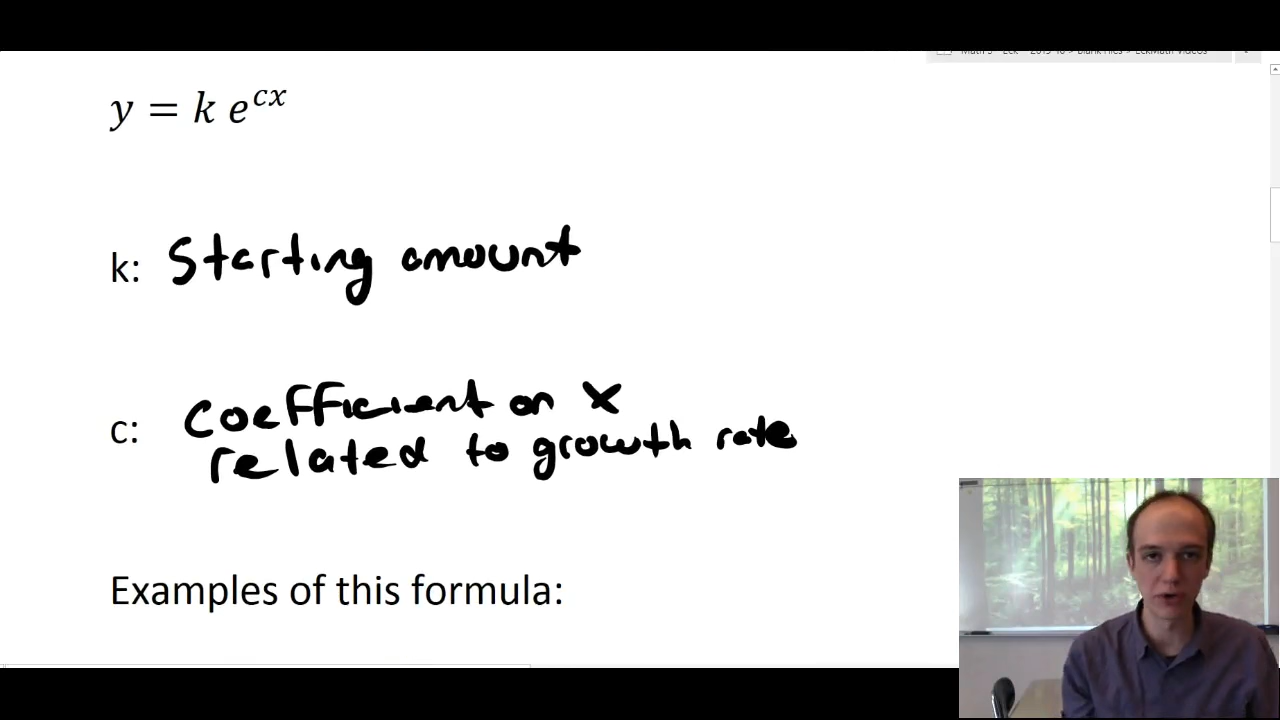 y = k e^{cx}
k: Starting amount
c: coefficient on x
related to growth rate
Examples of this formula: